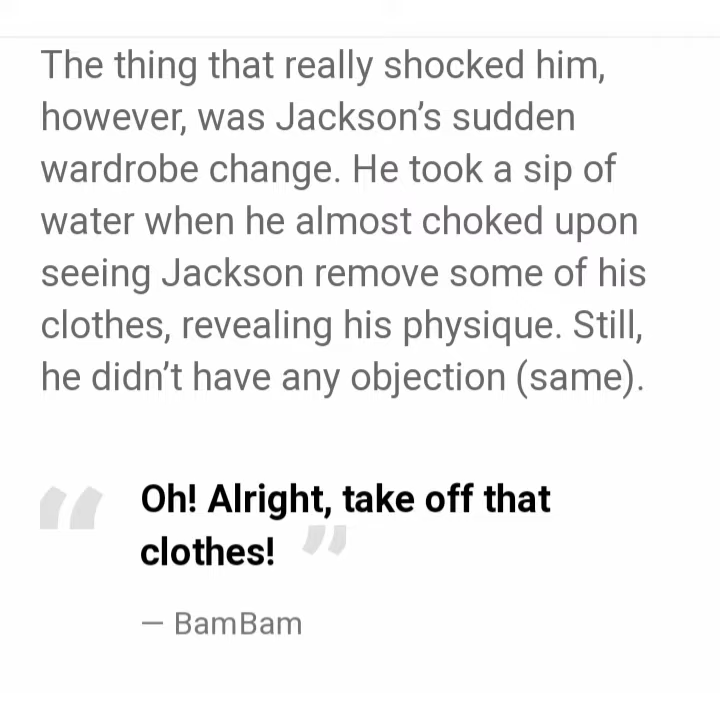 The thing that really shocked him,
however, was Jackson’s sudden
wardrobe change. He took a sip of
water when he almost choked upon
seeing Jackson remove some of his
clothes, revealing his physique. Still,
he didn’t have any objection (same).
“ Oh! Alright, take off that
clothes! ”
— BamBam